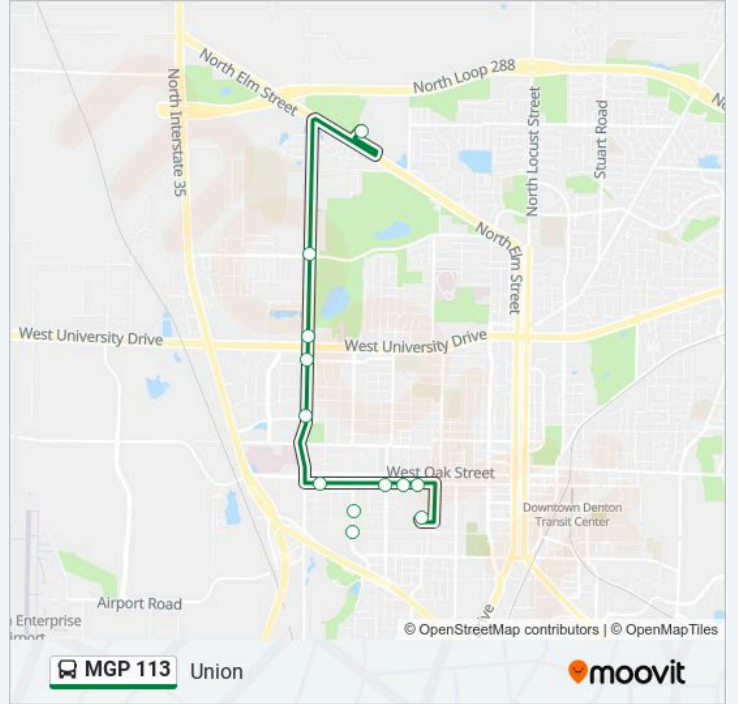 North Elm Street
North Loop 288
North Interstate 35
North Locust Street
Stuart Road
North Elm Street
West University Drive
West University Drive
West Oak Street
Downtown Denton
Transit Center
Airport Road
Enterprise
© OpenStreetMap contributors | © OpenMapTiles
MGP 113
Union
moovit